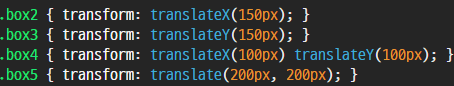 .box2 { transform: translateX(150px); }
.box3 { transform: translateY(150px); }
.box4 { transform: translateX(100px) translateY(100px); }
.box5 { transform: translate(200px, 200px); }